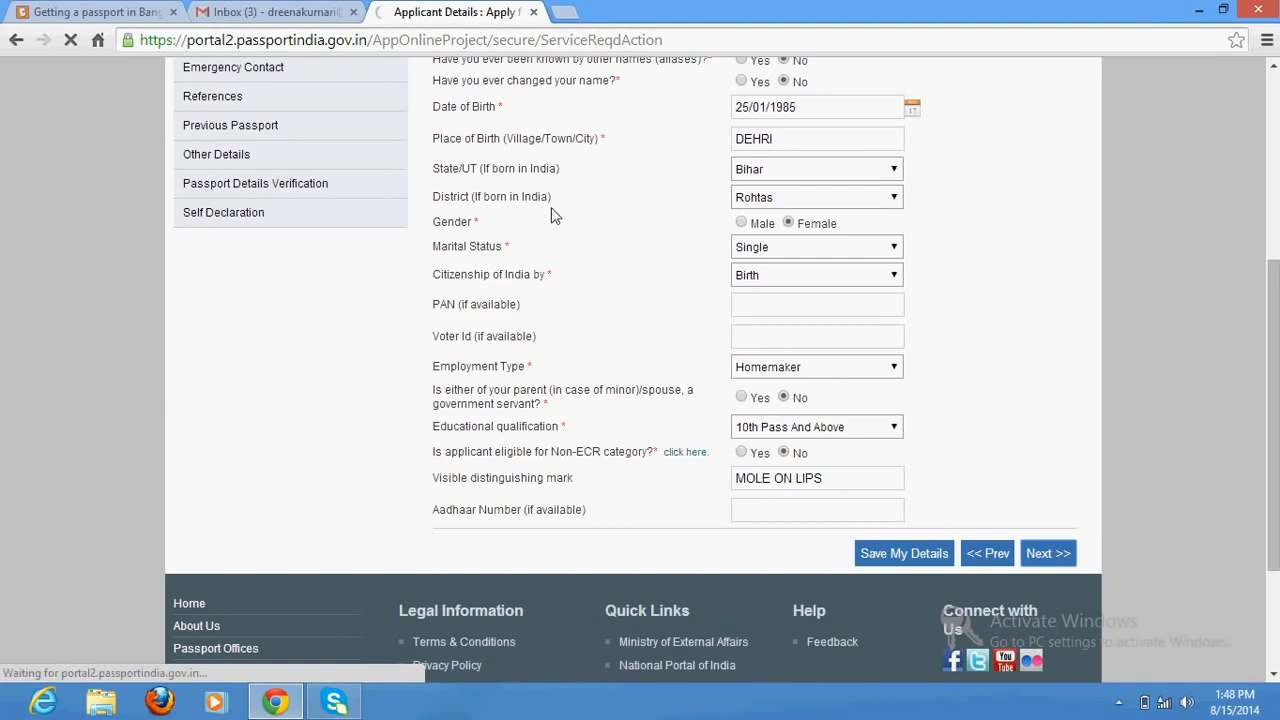 Getting a passport in Bang
Inbox (3) - dreenakumari@
Applicant Details : Apply f
https://portal2.passportindia.gov.in/AppOnlineProject/secure/ServiceReqdAction
Emergency Contact
References
Previous Passport
Other Details
Passport Details Verification
Self Declaration
Have you ever been known by other names (aliases)?* Yes No
Have you ever changed your name?* Yes No
Date of Birth * 25/01/1985
Place of Birth (Village/Town/City) * DEHRI
State/UT (If born in India) Bihar
District (If born in India) Rohtas
Gender * Male Female
Marital Status * Single
Citizenship of India by * Birth
PAN (if available)
Voter Id (if available)
Employment Type * Homemaker
Is either of your parent (in case of minor)/spouse, a
government servant? * Yes No
Educational qualification * 10th Pass And Above
Is applicant eligible for Non-ECR category?* click here. Yes No
Visible distinguishing mark MOLE ON LIPS
Aadhaar Number (if available)
Save My Details << Prev Next >>
Home
About Us
Passport Offices
Legal Information
Terms & Conditions
Privacy Policy
Quick Links
Ministry of External Affairs
National Portal of India
Help
Feedback
Connect with
Us
Activate Windows
Go to PC settings to activate Windows.
Waiting for portal2.passportindia.gov.in...
1:48 PM
8/15/2014